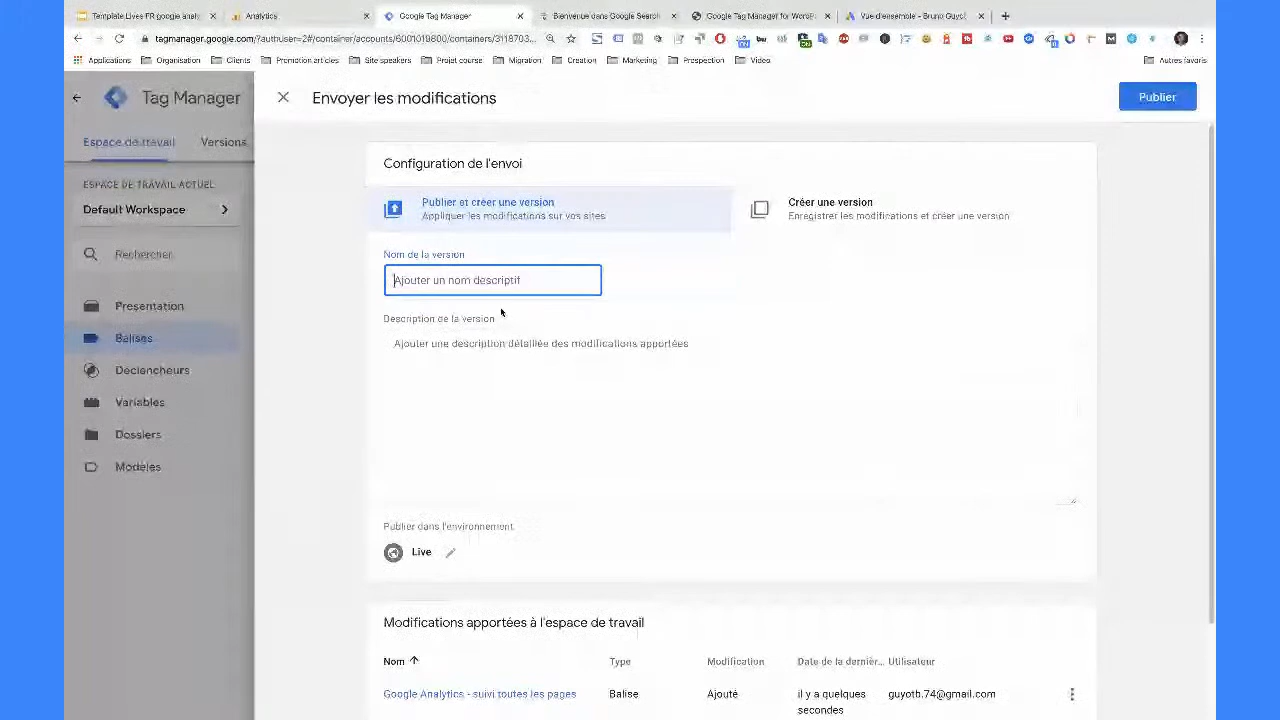 Template Lives FR google analy
Analytics
Google Tag Manager
Bienvenue dans Google Search
Google Tag Manager for WordP
Vue d'ensemble - Bruno Guyot
tagmanager.google.com/?authuser=2#/container/accounts/6001019800/containers/3118703...
Applications
Organisation
Clients
Promotion articles
Site speakers
Projet course
Migration
Creation
Marketing
Prospection
Video
Autres favoris
Tag Manager
Envoyer les modifications
Publier
Espace de travail
Versions
Configuration de l'envoi
ESPACE DE TRAVAIL ACTUEL
Default Workspace
Publier et créer une version
Appliquer les modifications sur vos sites
Créer une version
Enregistrer les modifications et créer une version
Rechercher
Nom de la version
Ajouter un nom descriptif
Présentation
Balises
Déclencheurs
Variables
Dossiers
Modèles
Description de la version
Ajouter une description détaillée des modifications apportées
Publier dans l'environnement
Live
Modifications apportées à l'espace de travail
Nom
Type
Modification
Date de la dernièr...
Utilisateur
Google Analytics - suivi toutes les pages
Balise
Ajouté
il y a quelques
secondes
guyotb.74@gmail.com